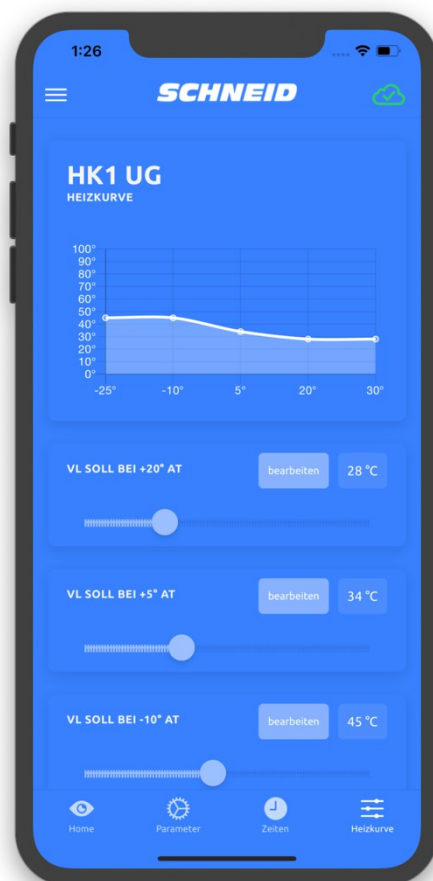 1:26
SCHNEID
HK1 UG
HEIZKURVE
100°
90°
80°
70°
60°
50°
40°
30°
20°
10°
0°
-25° -10° 5° 20° 30°
VL SOLL BEI +20° AT bearbeiten 28 °C
VL SOLL BEI +5° AT bearbeiten 34 °C
VL SOLL BEI -10° AT bearbeiten 45 °C
Home Parameter Zeiten Heizkurve